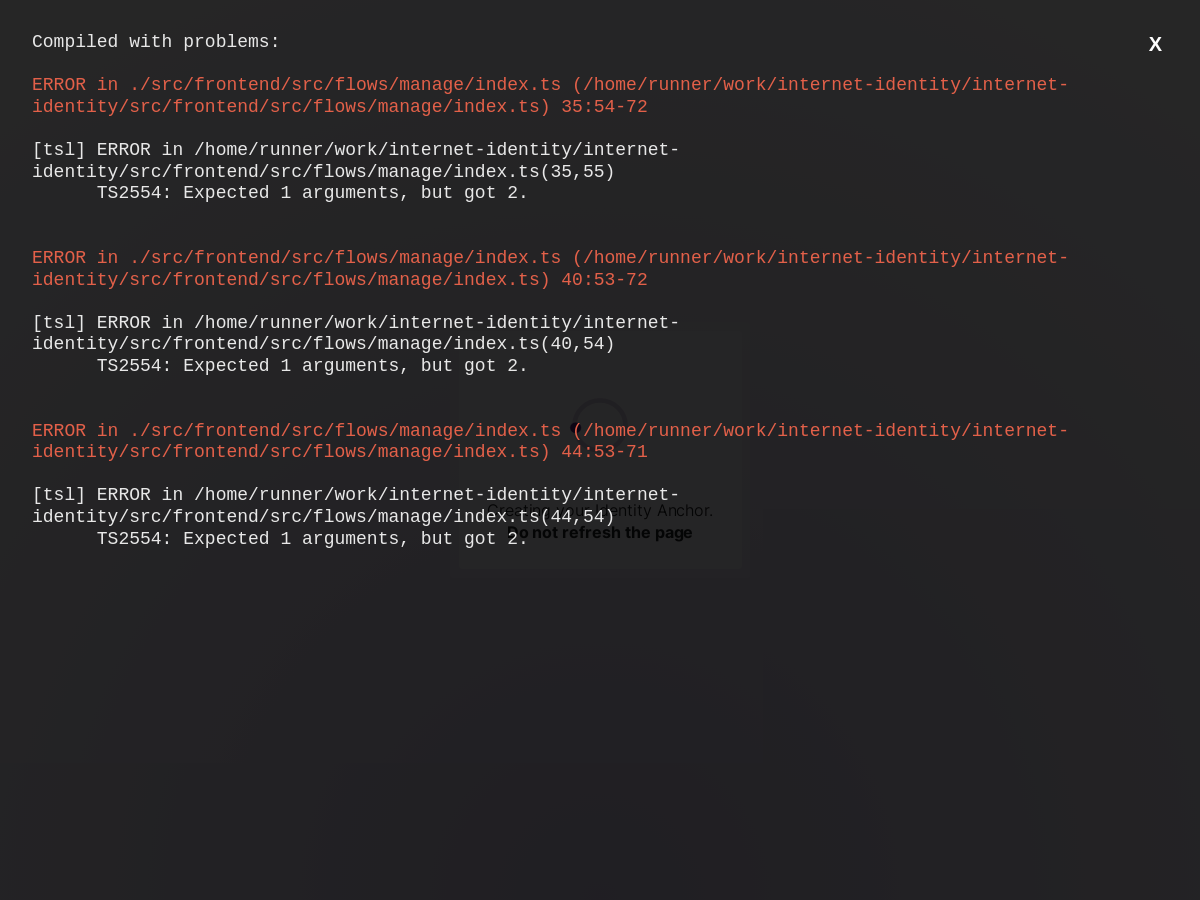 Compiled with problems:
X
ERROR in ./src/frontend/src/flows/manage/index.ts (/home/runner/work/internet-identity/internet-
identity/src/frontend/src/flows/manage/index.ts) 35:54-72
[tsl] ERROR in /home/runner/work/internet-identity/internet-
identity/src/frontend/src/flows/manage/index.ts(35,55)
TS2554: Expected 1 arguments, but got 2.
ERROR in ./src/frontend/src/flows/manage/index.ts (/home/runner/work/internet-identity/internet-
identity/src/frontend/src/flows/manage/index.ts) 40:53-72
[tsl] ERROR in /home/runner/work/internet-identity/internet-
identity/src/frontend/src/flows/manage/index.ts(40,54)
TS2554: Expected 1 arguments, but got 2.
ERROR in ./src/frontend/src/flows/manage/index.ts (/home/runner/work/internet-identity/internet-
identity/src/frontend/src/flows/manage/index.ts) 44:53-71
[tsl] ERROR in /home/runner/work/internet-identity/internet-
identity/src/frontend/src/flows/manage/index.ts(44,54)
TS2554: Expected 1 arguments, but got 2.
Creating your Identity Anchor.
Do not refresh the page